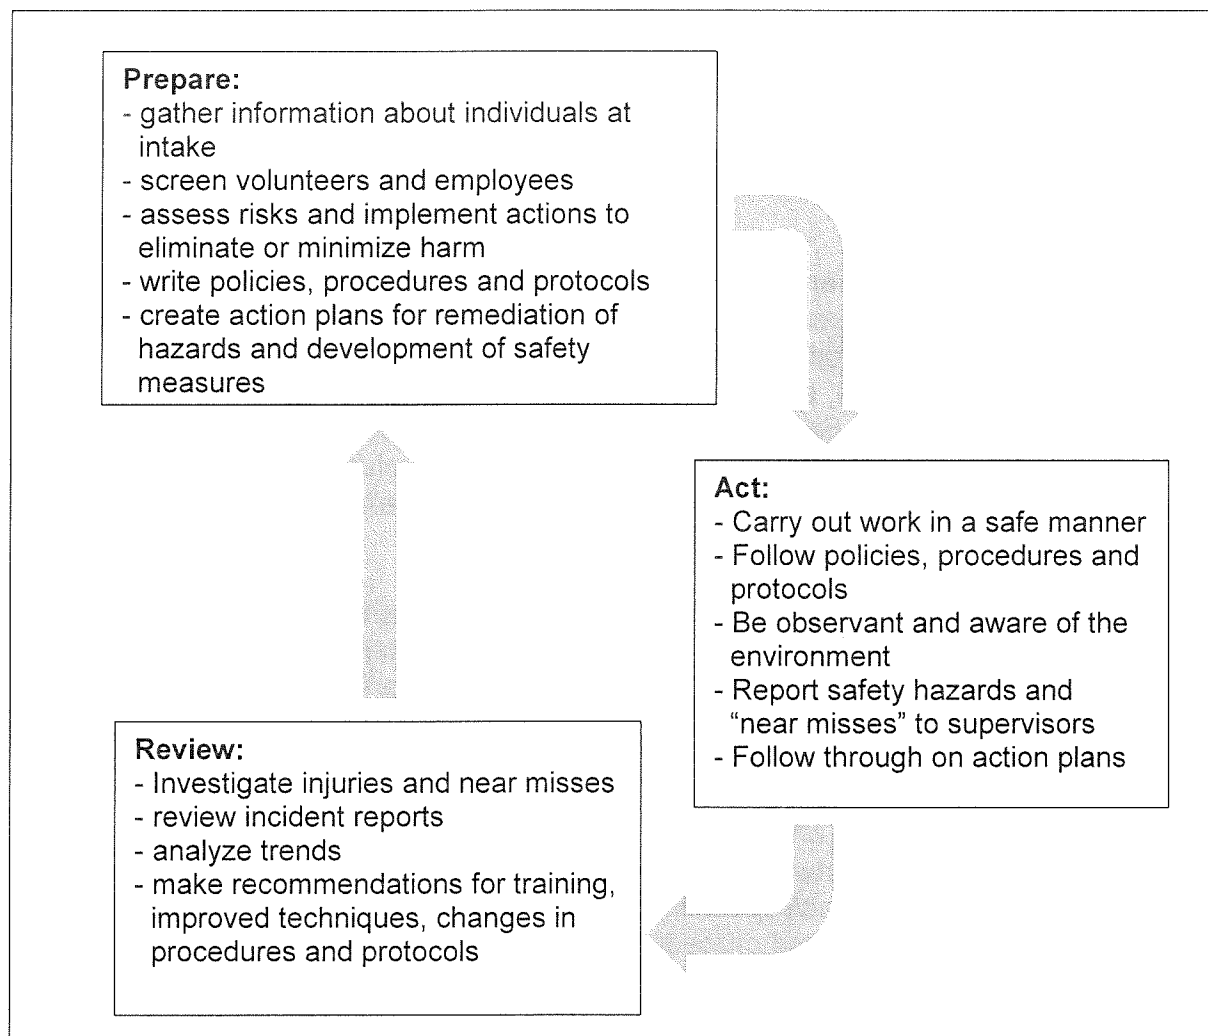 Prepare:
- gather information about individuals at
intake
- screen volunteers and employees
- assess risks and implement actions to
eliminate or minimize harm
- write policies, procedures and protocols
- create action plans for remediation of
hazards and development of safety
measures
Act:
- Carry out work in a safe manner
- Follow policies, procedures and
protocols
- Be observant and aware of the
environment
- Report safety hazards and
“near misses” to supervisors
- Follow through on action plans
Review:
- Investigate injuries and near misses
- review incident reports
- analyze trends
- make recommendations for training,
improved techniques, changes in
procedures and protocols